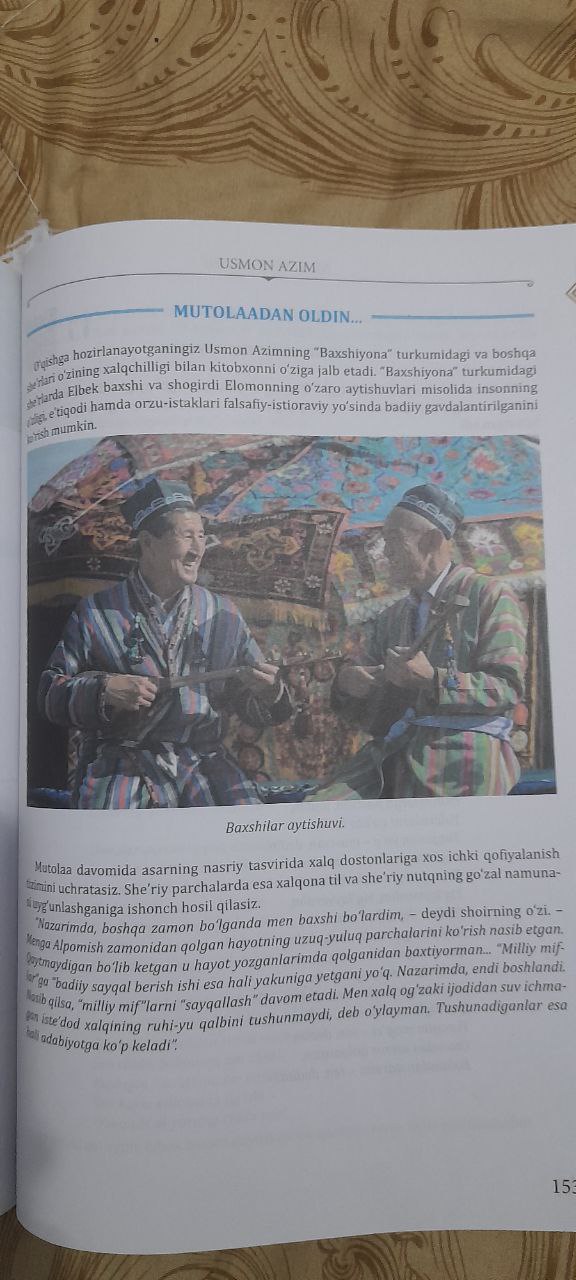 USMON AZIM
MUTOLAADAN OLDIN...
O‘qishga hozirlanayotganingiz Usmon Azimning “Baxshiyona” turkumidagi va boshqa
she’rlari o‘zining xalqchilligi bilan kitobxonni o‘ziga jalb etadi. “Baxshiyona” turkumidagi
she’rlarda Elbek baxshi va shogirdi Elomonning o‘zaro aytishuvlari misolida insonning
o‘zligi, e’tiqodi hamda orzu-istaklari falsafiy-istioraviy yo‘sinda badiiy gavdalantirilganini
ko‘rish mumkin.
Baxshilar aytishuvi.
Mutolaa davomida asarning nasriy tasvirida xalq dostonlariga xos ichki qofiyalanish
tizimini uchratasiz. She’riy parchalarda esa xalqona til va she’riy nutqning go‘zal namuna-
si uyg‘unlashganiga ishonch hosil qilasiz.
“Nazarimda, boshqa zamon bo‘lganda men baxshi bo‘lardim, – deydi shoirning o‘zi. –
Menga Alpomish zamonidan qolgan hayotning uzuq-yuluq parchalarini ko‘rish nasib etgan.
Qaytmaydigan bo‘lib ketgan u hayot yozganlarimda qolganidan baxtiyorman... “Milliy mif-
lar”ga “badiiy sayqal berish ishi esa hali yakuniga yetgani yo‘q. Nazarimda, endi boshlandi.
Nasib qilsa, “milliy mif”larni “sayqallash” davom etadi. Men xalq og‘zaki ijodidan suv ichma-
gan iste’dod xalqining ruhi-yu qalbini tushunmaydi, deb o‘ylayman. Tushunadiganlar esa
hali adabiyotga ko‘p keladi”.
153